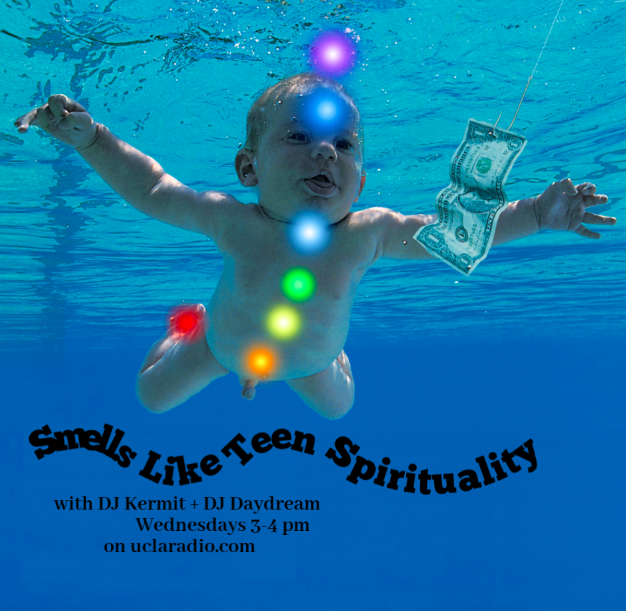 Smells Like Teen Spirituality
with DJ Kermit + DJ Daydream
Wednesdays 3-4 pm
on uclaradio.com